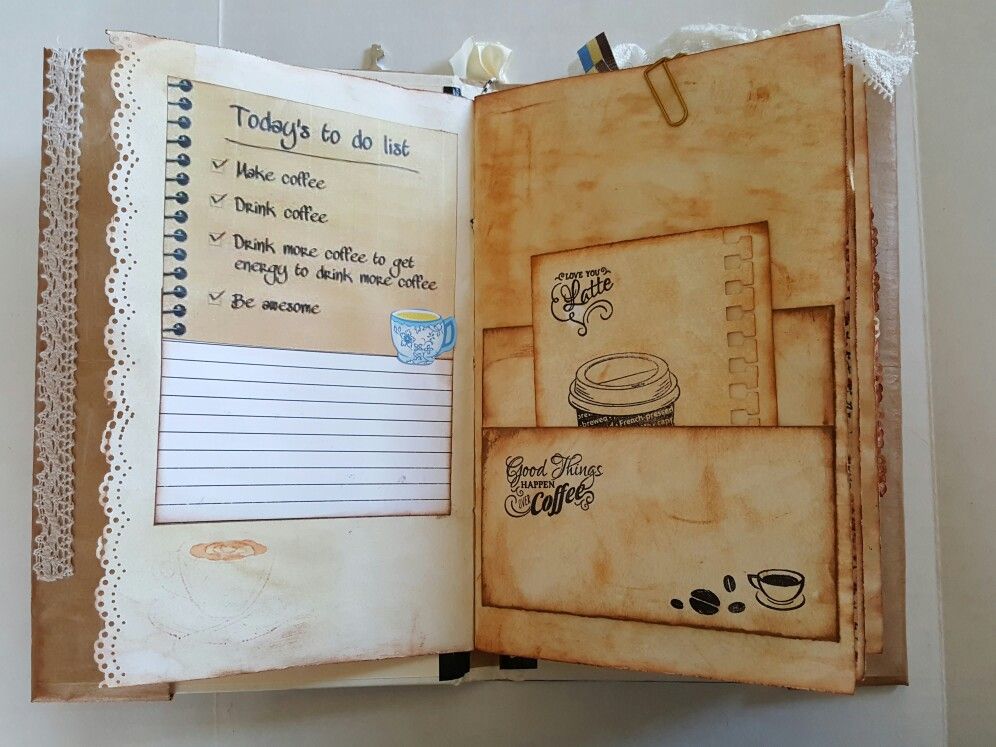 Today's to do list
Make coffee
Drink coffee
Drink more coffee to get
energy to drink more coffee
Be awesome
I LOVE YOU
a Latte
French-pressed
Good Things
HAPPEN
OVER Coffee